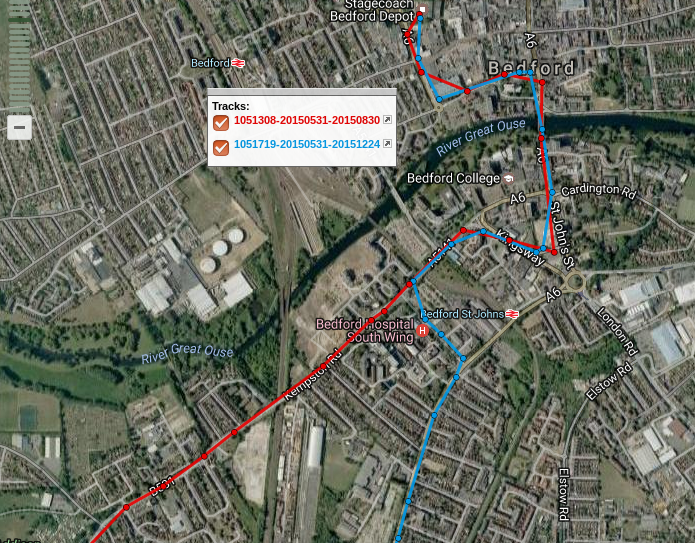 Stagecoach
Bedford Depot
A6
A6
Bedford
Bedford
Tracks:
1051308-20150531-20150830
1051719-20150531-20151224
River Great Ouse
Bedford College
A6
Cardington Rd
St John's St
Kingsway
A6
Bedford St Johns
Bedford Hospital
South Wing
H
London Rd
River Great Ouse
Kempston Rd
Elstow Rd
Elstow Rd
B531